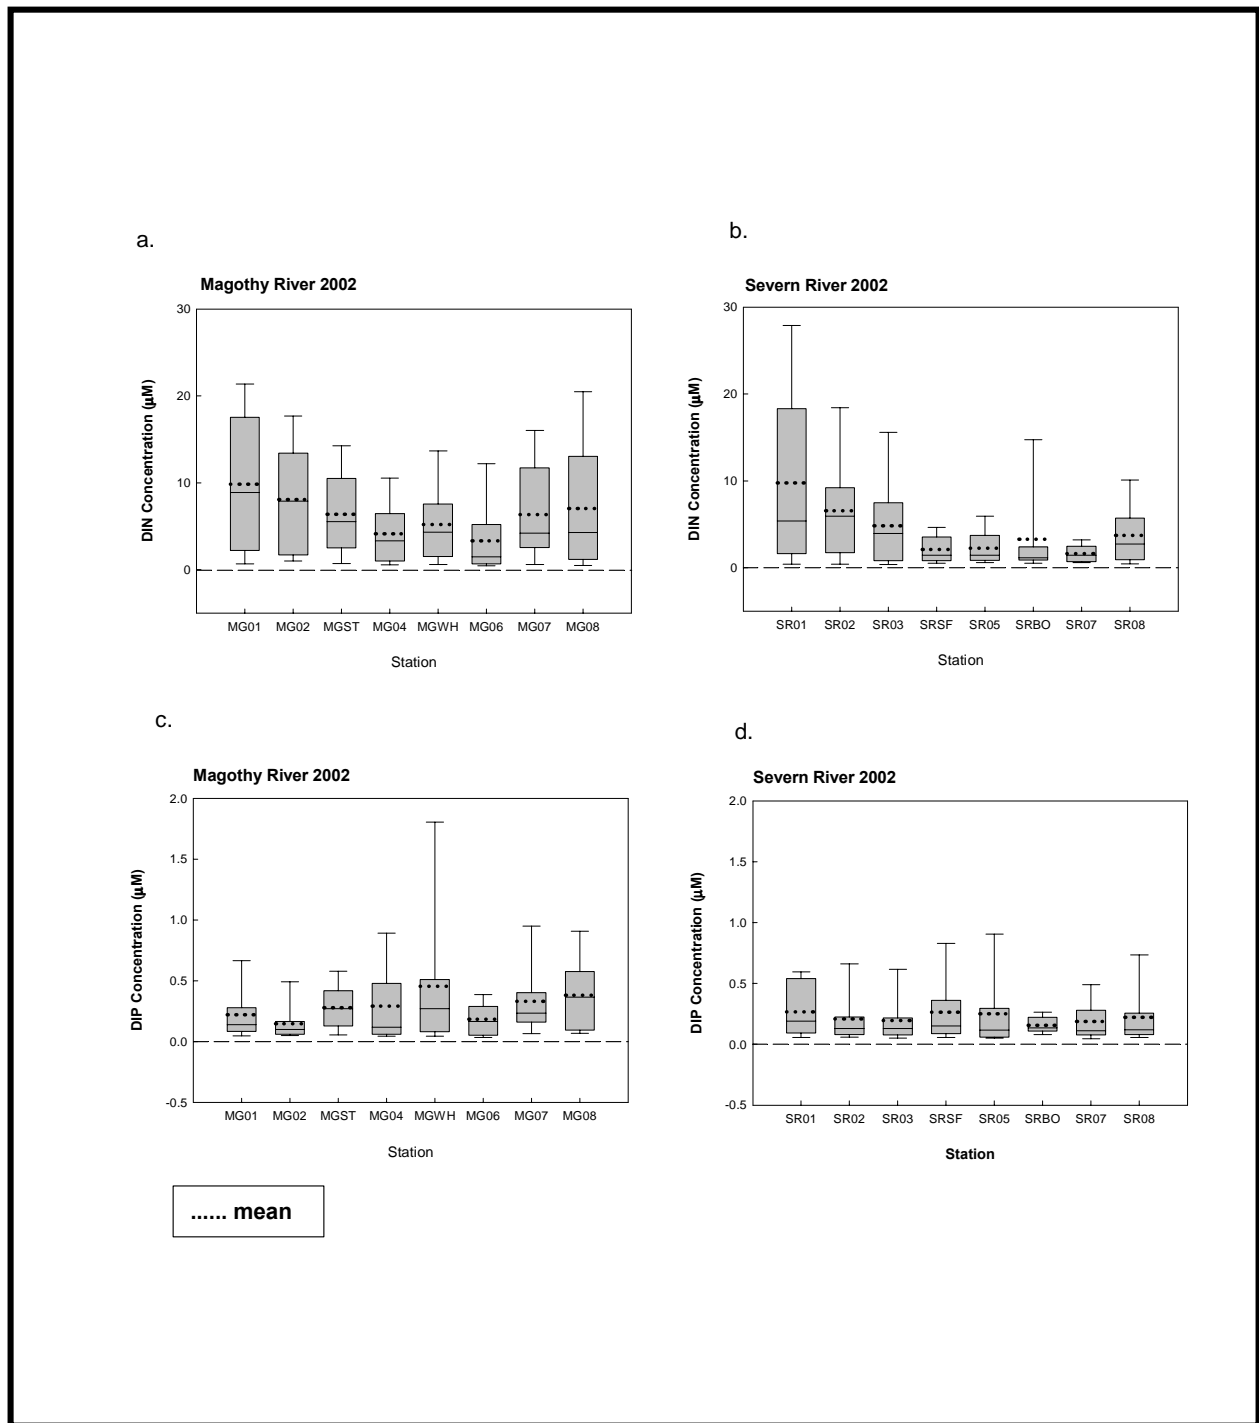 a.
Magothy River 2002
DIN Concentration (µM)
30
20
10
0
MG01 MG02 MGST MG04 MGWH MG06 MG07 MG08
Station
b.
Severn River 2002
DIN Concentration (µM)
30
20
10
0
SR01 SR02 SR03 SRSF SR05 SRBO SR07 SR08
Station
c.
Magothy River 2002
DIP Concentration (µM)
2.0
1.5
1.0
0.5
0.0
-0.5
MG01 MG02 MGST MG04 MGWH MG06 MG07 MG08
Station
d.
Severn River 2002
DIP Concentration (µM)
2.0
1.5
1.0
0.5
0.0
-0.5
SR01 SR02 SR03 SRSF SR05 SRBO SR07 SR08
Station
...... mean